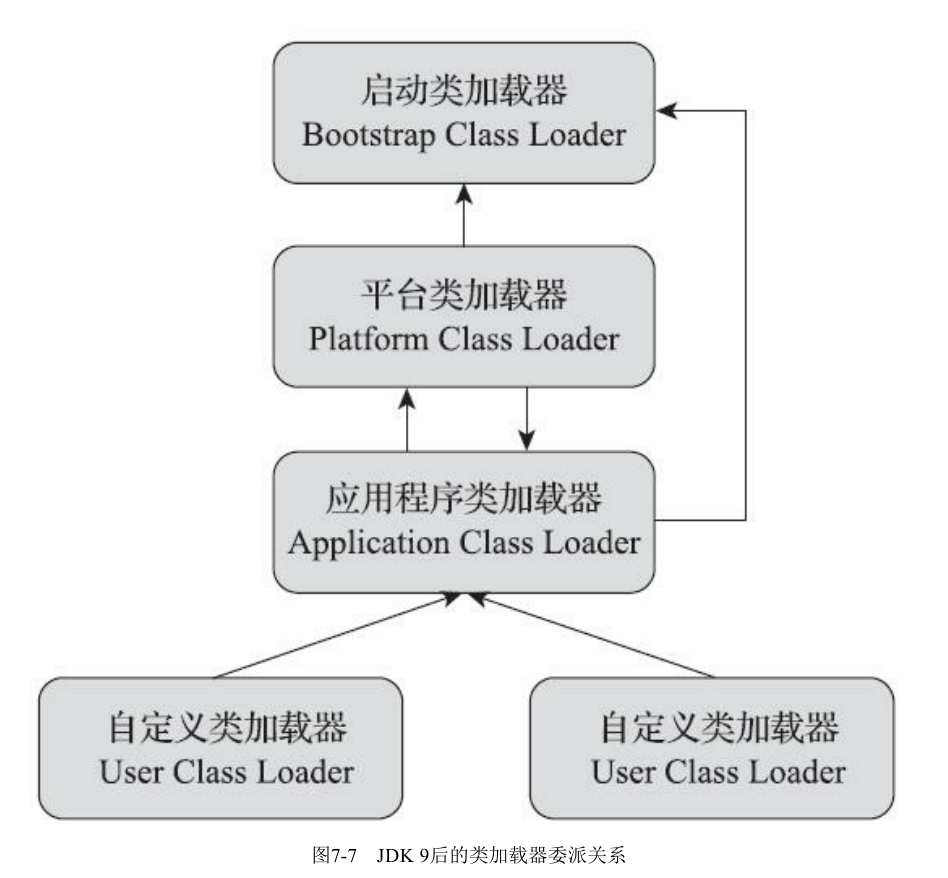 启动类加载器
Bootstrap Class Loader
平台类加载器
Platform Class Loader
应用程序类加载器
Application Class Loader
自定义类加载器
User Class Loader
自定义类加载器
User Class Loader
图7-7 JDK 9后的类加载器委派关系